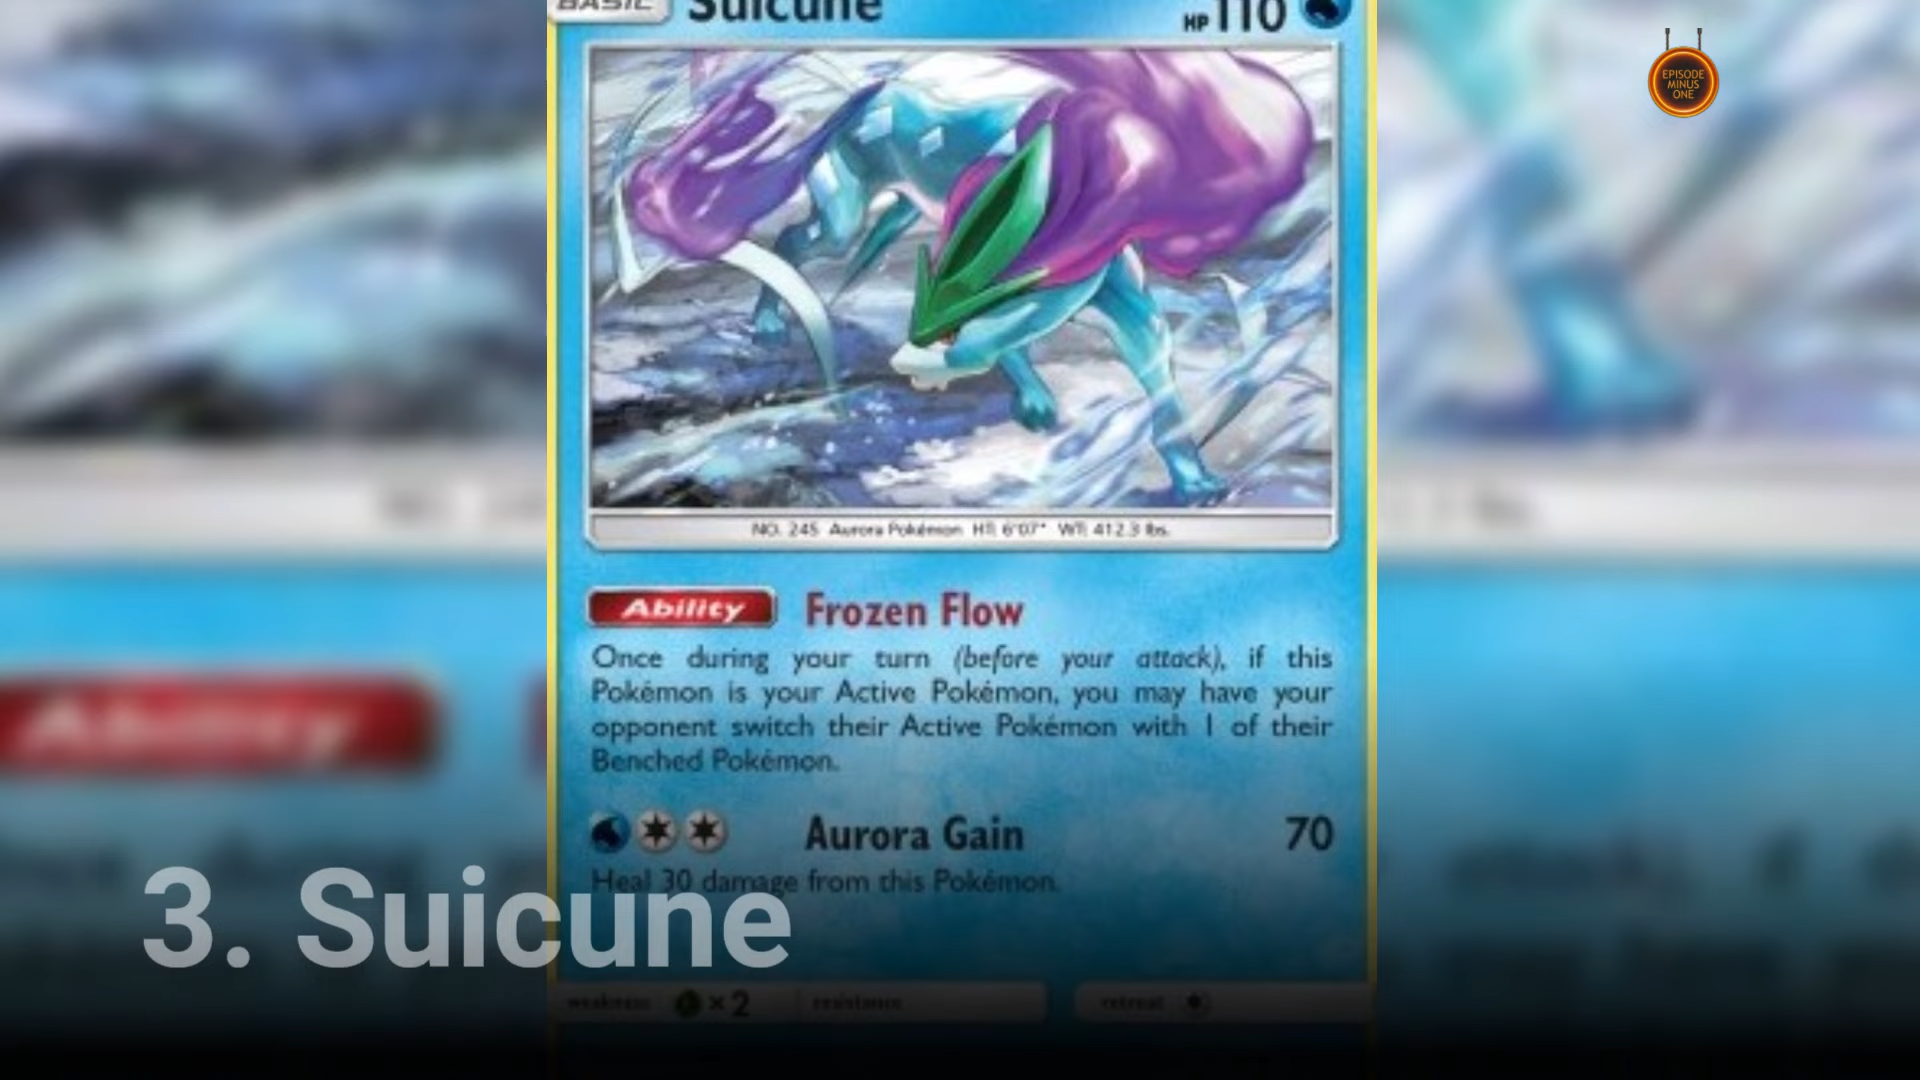 BASIC Suicune HP 110
EPISODE
MINUS
ONE
NO. 245 Aurora Pokémon HT: 6'07" WT: 412.3 lbs.
Ability Frozen Flow
Once during your turn (before your attack), if this
Pokémon is your Active Pokémon, you may have your
opponent switch their Active Pokémon with 1 of their
Benched Pokémon.
Aurora Gain 70
Heal 30 damage from this Pokémon.
3. Suicune
weakness ×2 resistance retreat